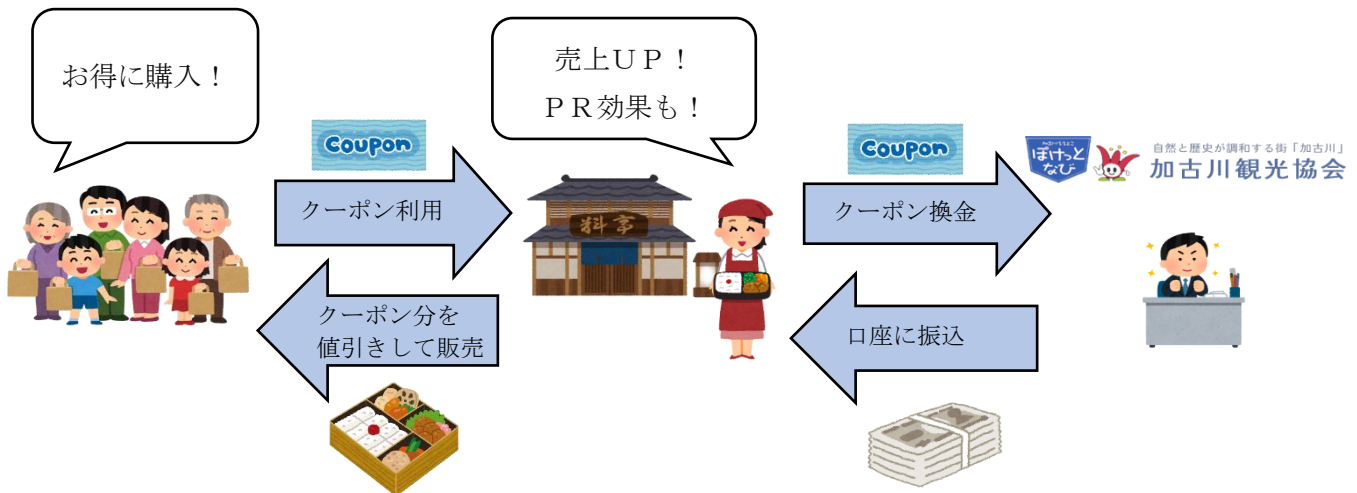 お得に購入！
売上UP！
PR効果も！
Coupon
クーポン利用
料亭
クーポン分を
値引きして販売
Coupon
クーポン換金
口座に振込
ぽけっと
なび
自然と歴史が調和する街「加古川」
加古川観光協会